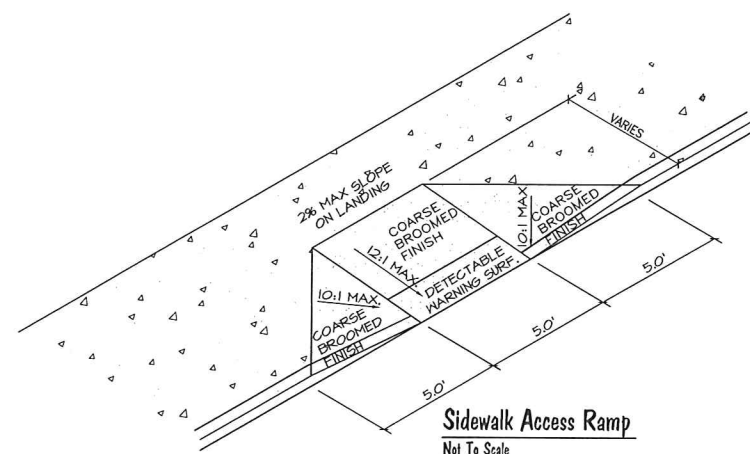 VARIES
2% MAX SLOPE
ON LANDING
COARSE
BROOMED
FINISH
10:1 MAX
COARSE
BROOMED
FINISH
12:1 MAX.
DETECTABLE
WARNING SURF.
10:1 MAX.
COARSE
BROOMED
FINISH
5.0'
5.0'
5.0'
Sidewalk Access Ramp
Not To Scale